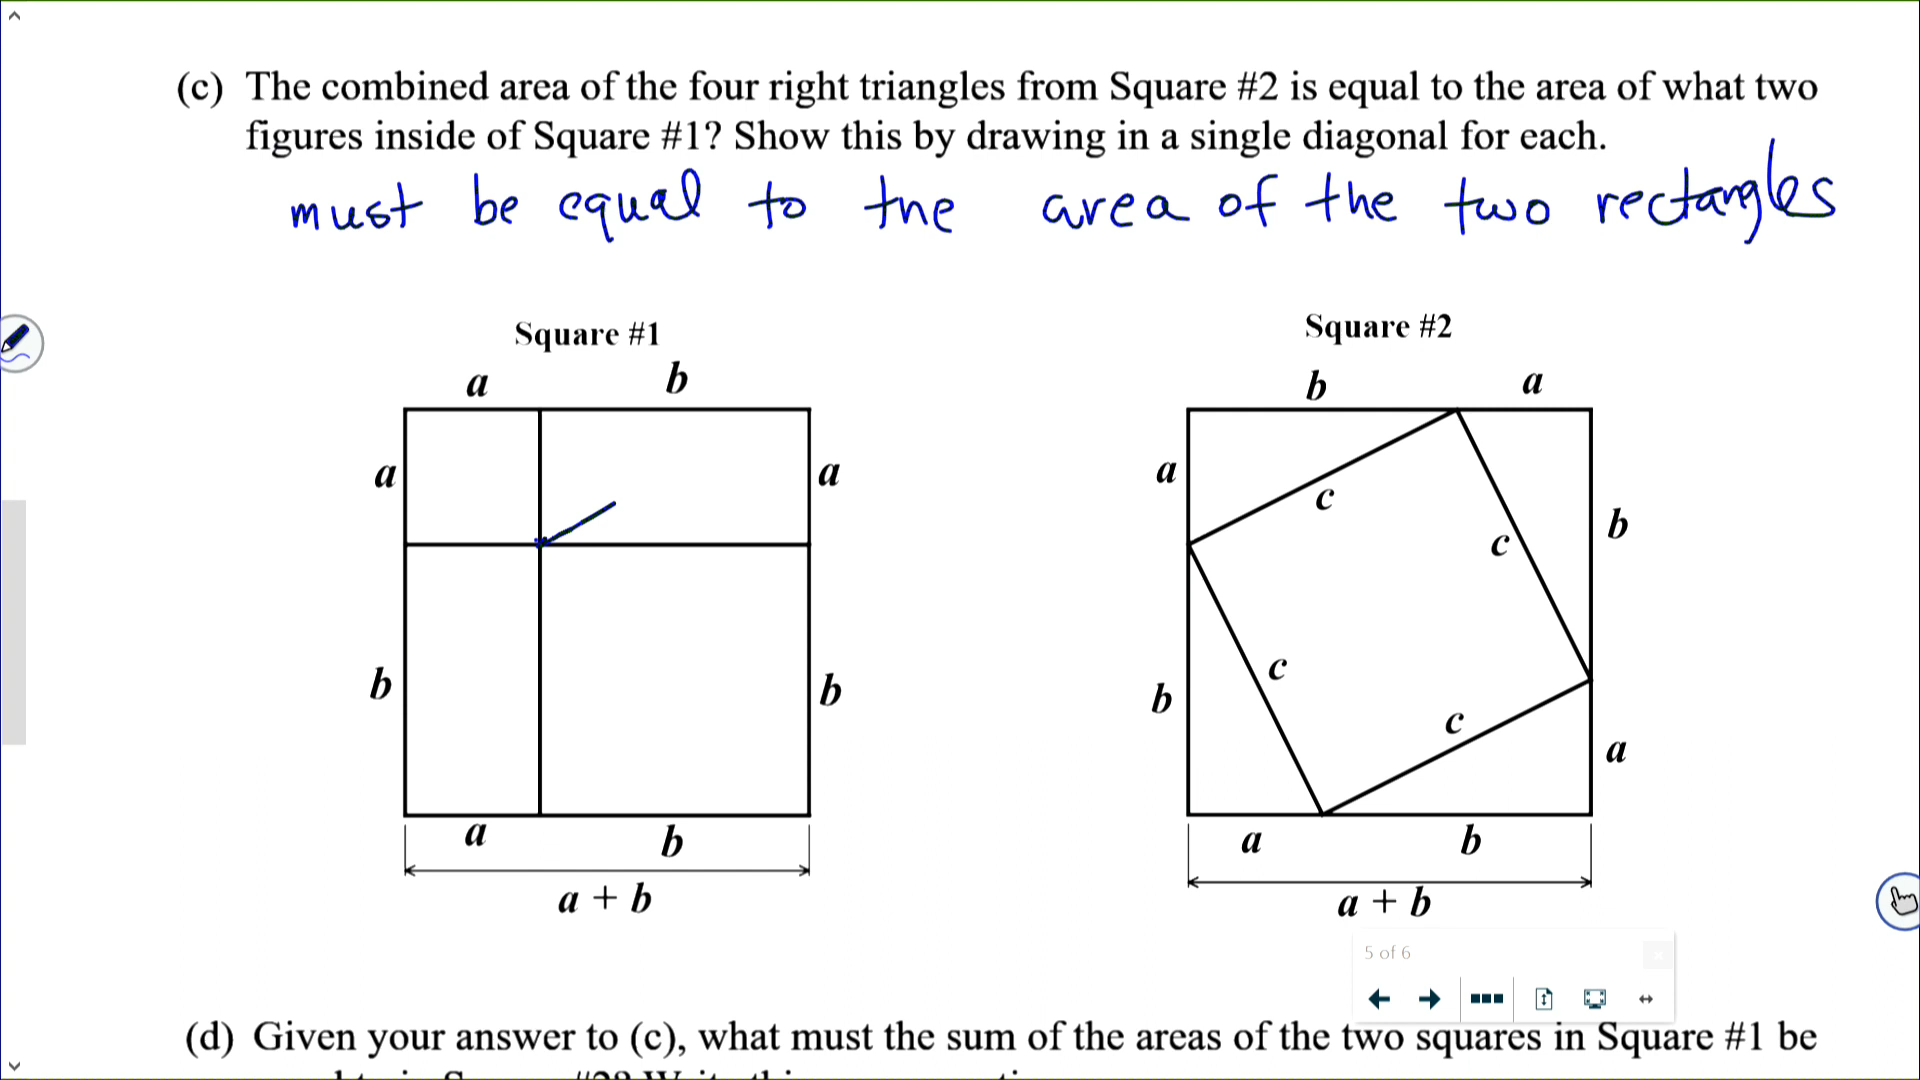 (c) The combined area of the four right triangles from Square #2 is equal to the area of what two
figures inside of Square #1? Show this by drawing in a single diagonal for each.
must be equal to the area of the two rectangles
Square #1
a b
a a
b b
a b
a + b
Square #2
b a
a c
c b
b c
c a
a b
a + b
5 of 6
(d) Given your answer to (c), what must the sum of the areas of the two squares in Square #1 be